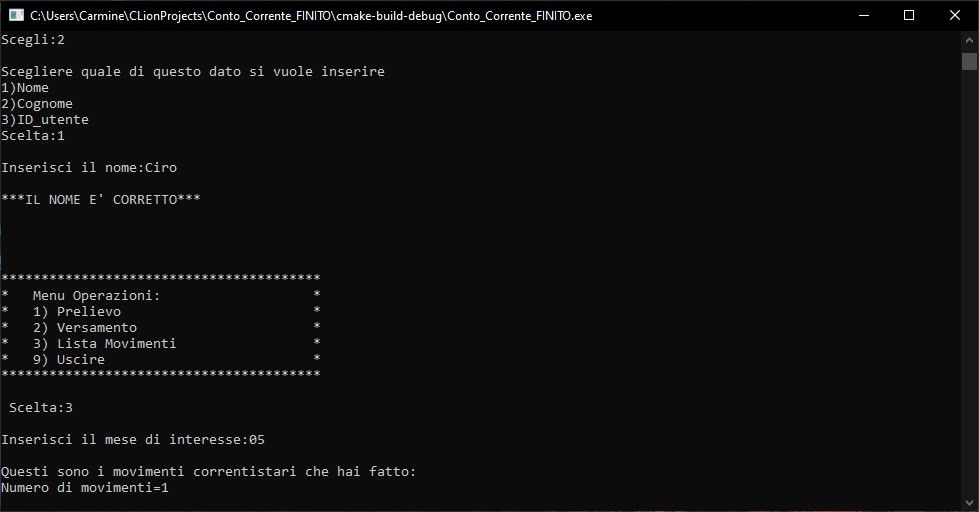 C:\Users\Carmine\CLionProjects\Conto_Corrente_FINITO\cmake-build-debug\Conto_Corrente_FINITO.exe
Scegli:2
Scegliere quale di questo dato si vuole inserire
1)Nome
2)Cognome
3)ID_utente
Scelta:1
Inserisci il nome:Ciro
***IL NOME E' CORRETTO***
****************************************
*   Menu Operazioni:                   *
*   1) Prelievo                        *
*   2) Versamento                      *
*   3) Lista Movimenti                 *
*   9) Uscire                          *
****************************************
Scelta:3
Inserisci il mese di interesse:05
Questi sono i movimenti correntistari che hai fatto:
Numero di movimenti=1